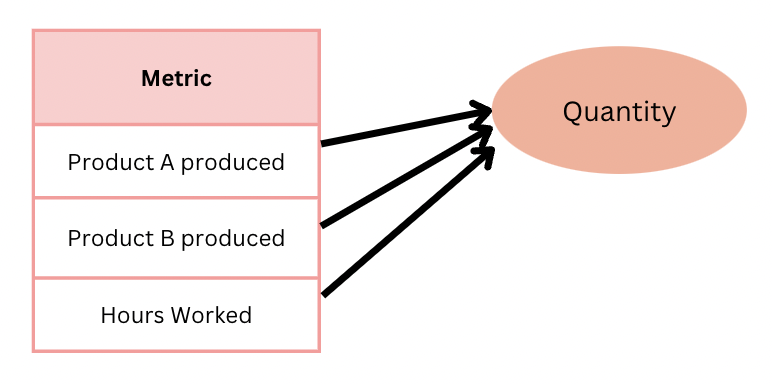 Metric
Product A produced
Product B produced
Hours Worked
Quantity